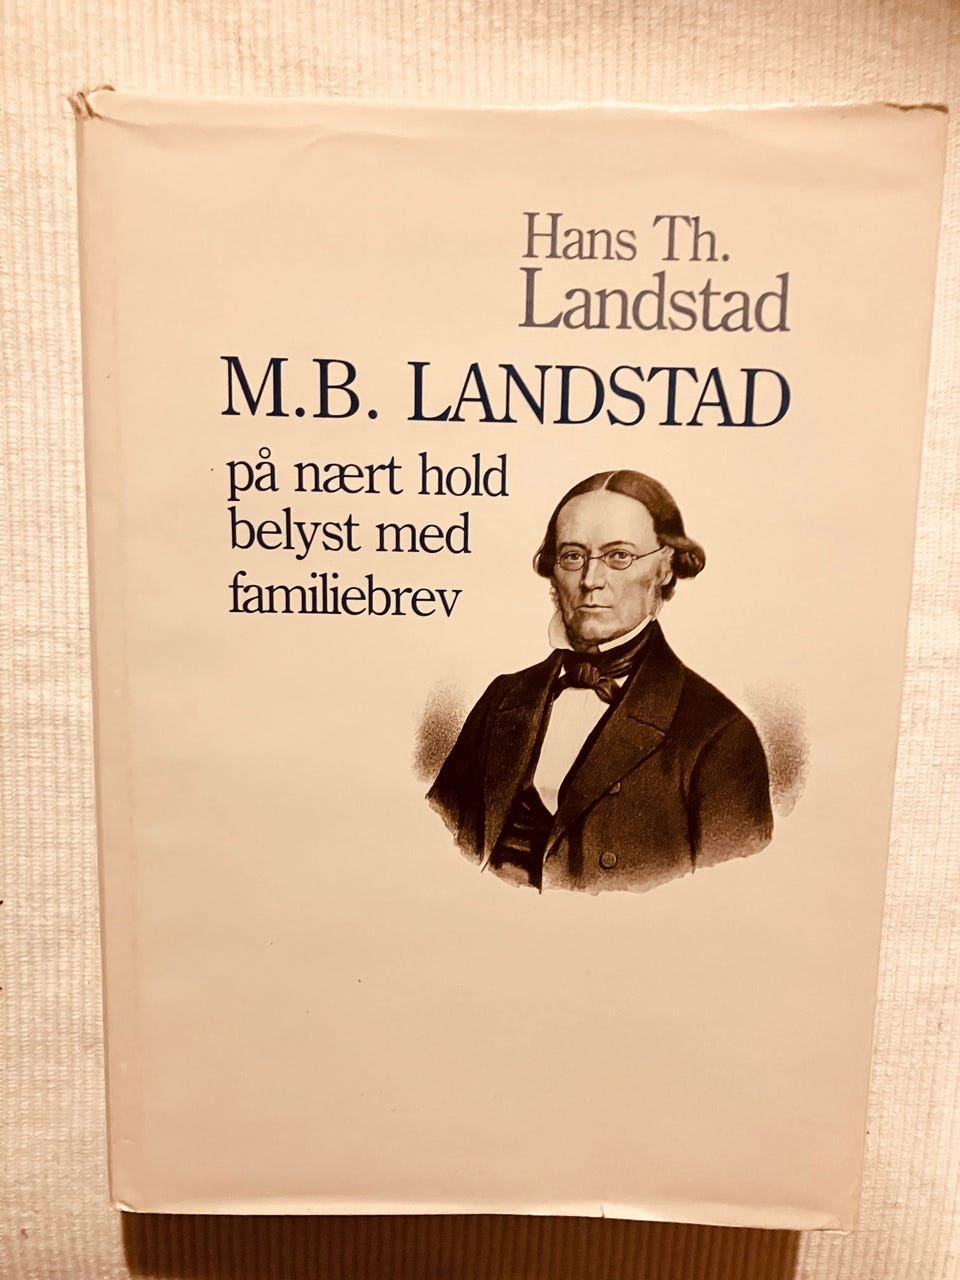 Hans Th.
Landstad
M.B. LANDSTAD
på nært hold
belyst med
familiebrev